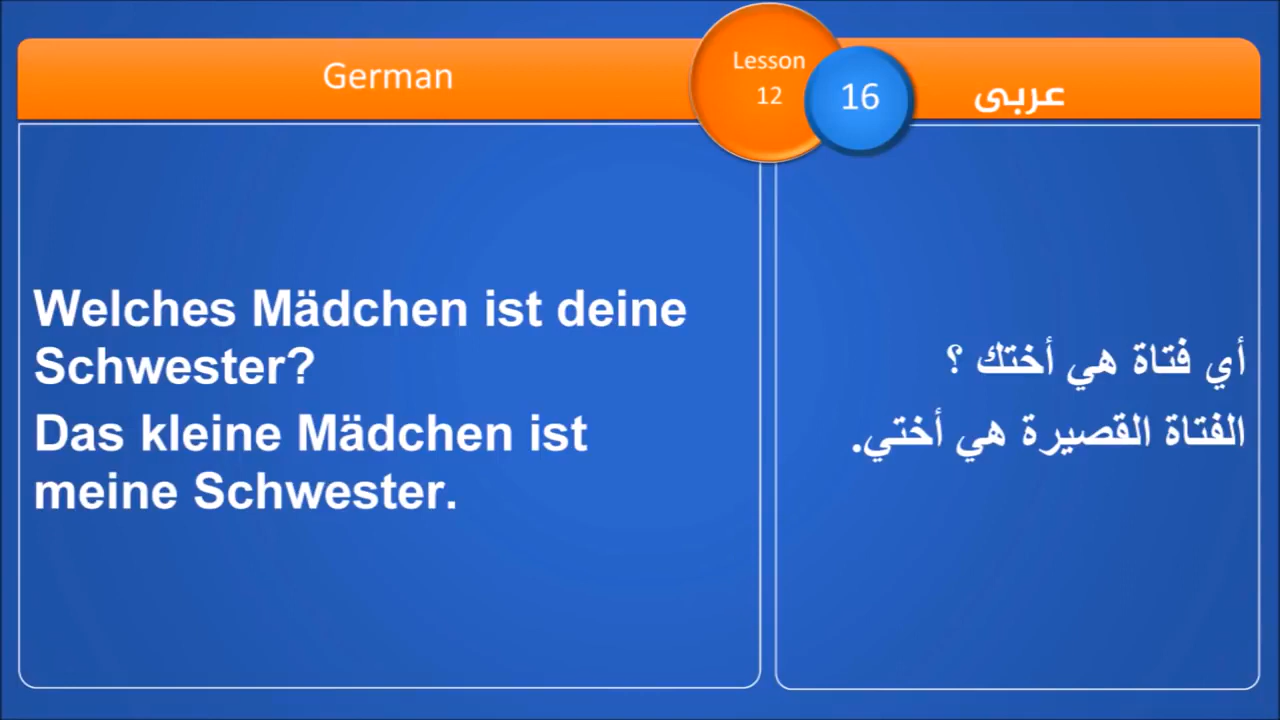 German
Lesson
12
16
عربى
Welches Mädchen ist deine
Schwester?
Das kleine Mädchen ist
meine Schwester.
أي فتاة هي أختك ؟
الفتاة القصيرة هي أختي.